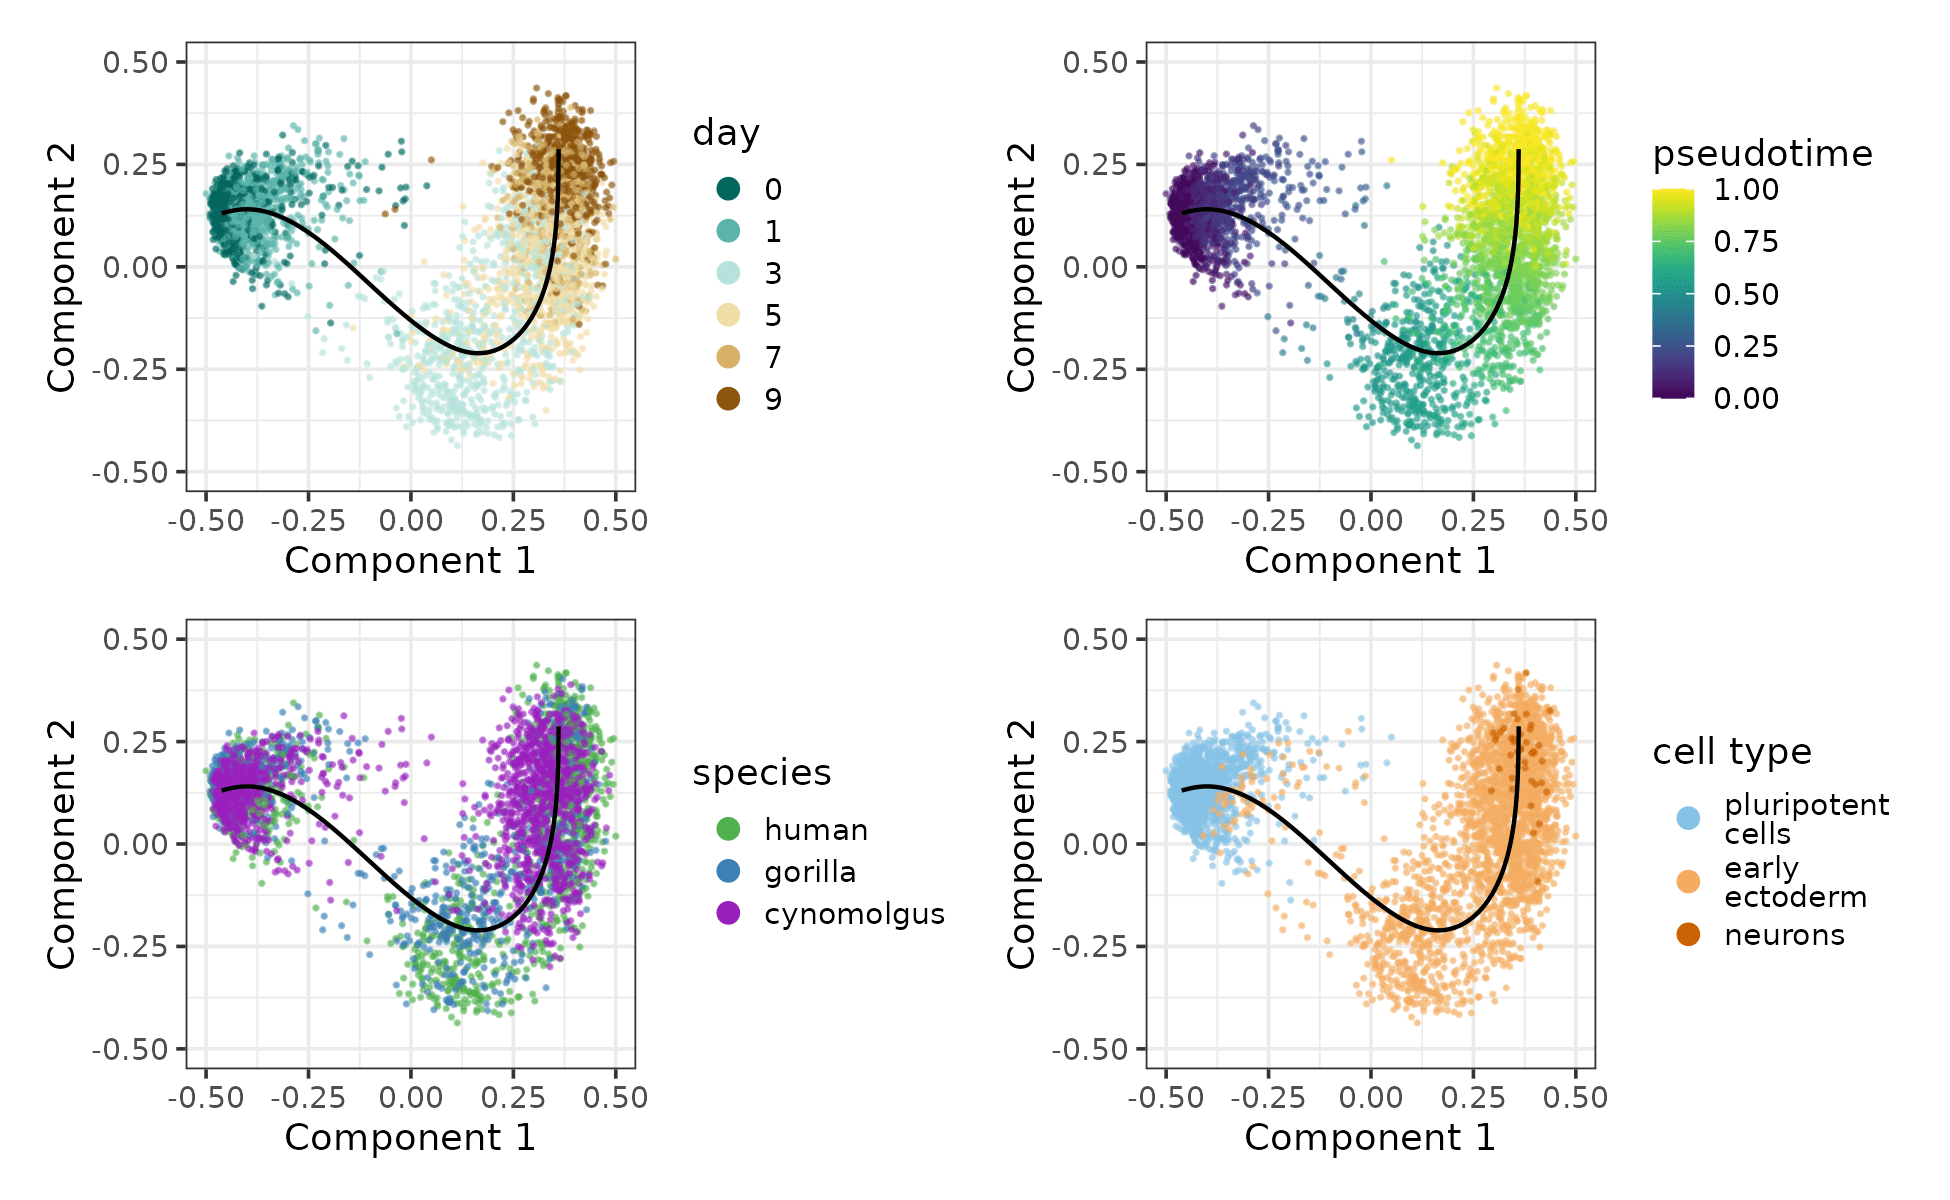 0.50
0.25
0.00
-0.25
-0.50
Component 2
-0.50 -0.25 0.00 0.25 0.50
Component 1
day
0
1
3
5
7
9
0.50
0.25
0.00
-0.25
-0.50
Component 2
-0.50 -0.25 0.00 0.25 0.50
Component 1
pseudotime
1.00
0.75
0.50
0.25
0.00
0.50
0.25
0.00
-0.25
-0.50
Component 2
-0.50 -0.25 0.00 0.25 0.50
Component 1
species
human
gorilla
cynomolgus
0.50
0.25
0.00
-0.25
-0.50
Component 2
-0.50 -0.25 0.00 0.25 0.50
Component 1
cell type
pluripotent
cells
early
ectoderm
neurons